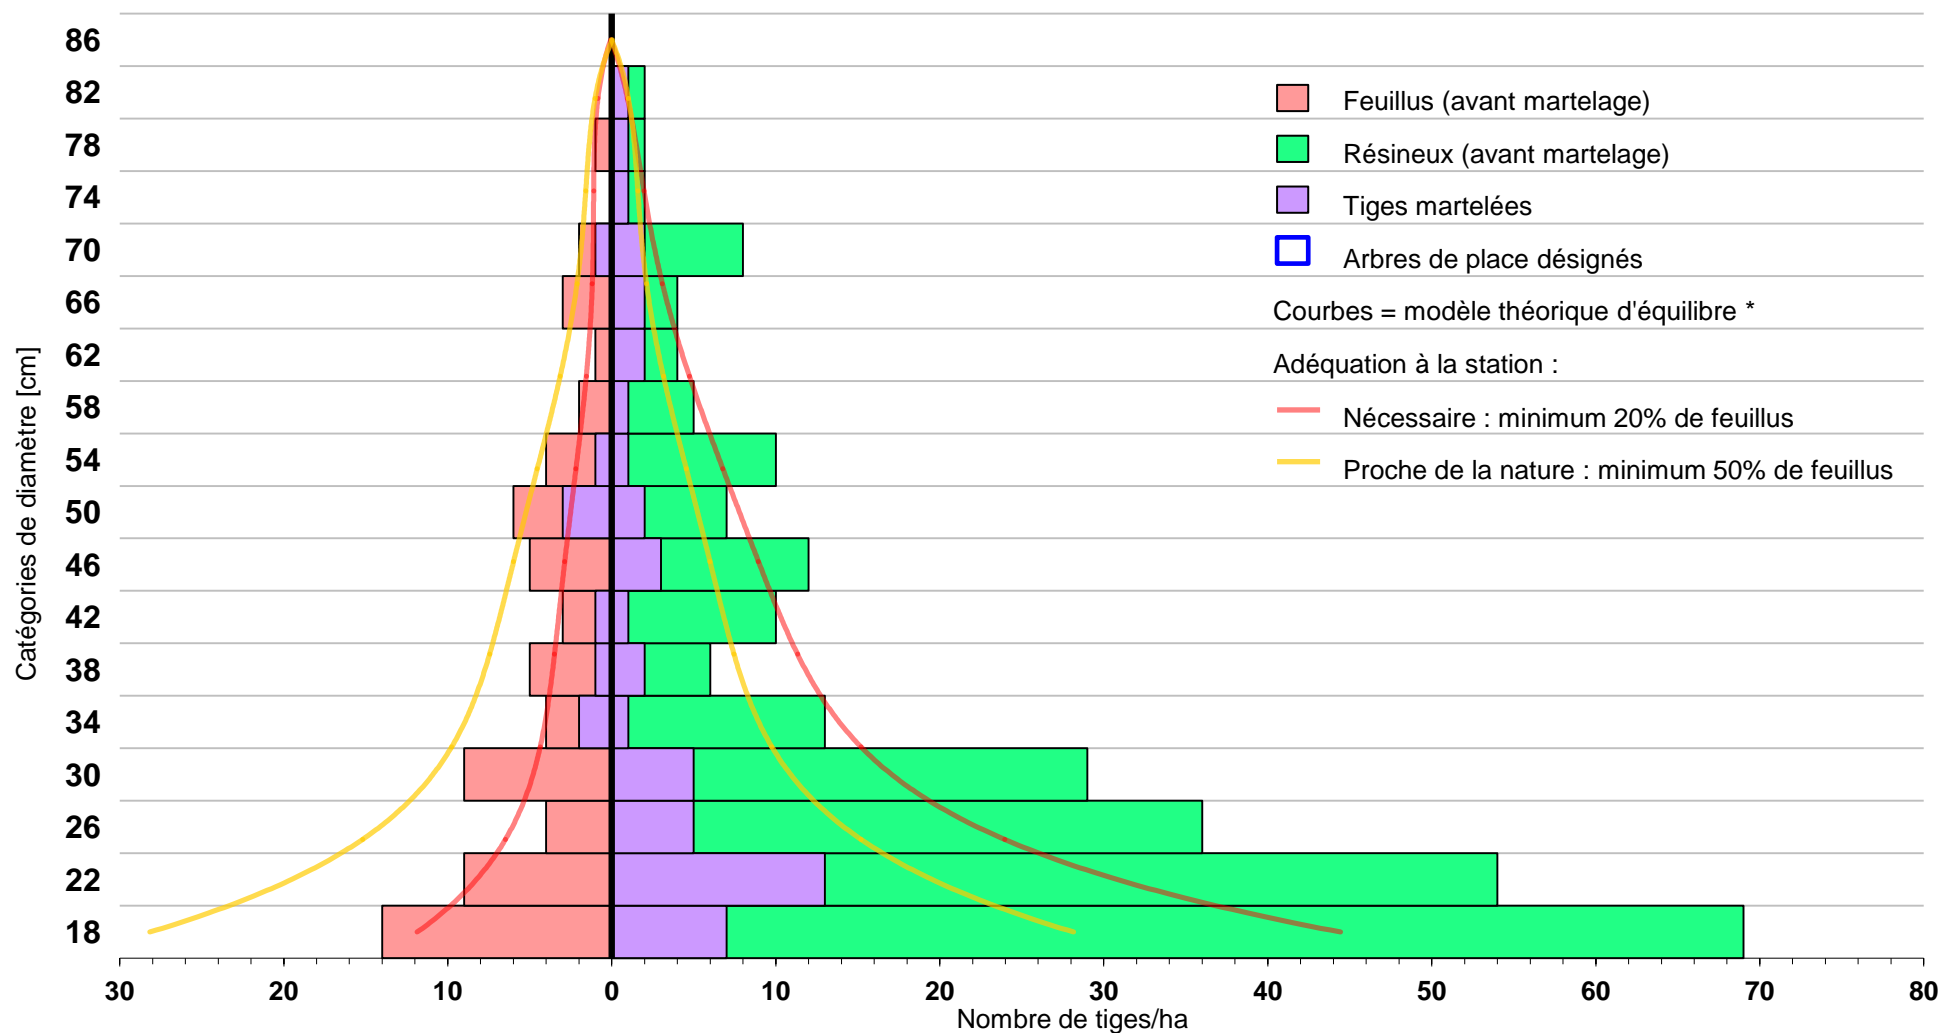 86
82
78
74
70
66
62
58
54
50
46
42
38
34
30
26
22
18
Catégories de diamètre [cm]
30 20 10 0 10 20 30 40 50 60 70 80
Nombre de tiges/ha
Feuillus (avant martelage)
Résineux (avant martelage)
Tiges martelées
Arbres de place désignés
Courbes = modèle théorique d'équilibre *
Adéquation à la station :
Nécessaire : minimum 20% de feuillus
Proche de la nature : minimum 50% de feuillus